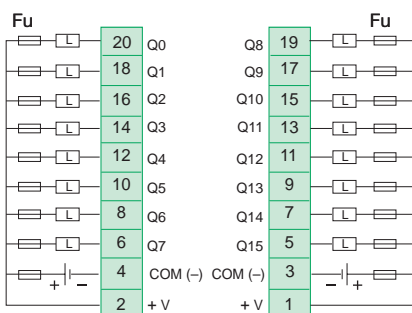 Fu Fu
L 20 Q0 Q8 19 L
L 18 Q1 Q9 17 L
L 16 Q2 Q10 15 L
L 14 Q3 Q11 13 L
L 12 Q4 Q12 11 L
L 10 Q5 Q13 9 L
L 8 Q6 Q14 7 L
L 6 Q7 Q15 5 L
+ − 4 COM (–) COM (–) 3 − +
2 + V + V 1